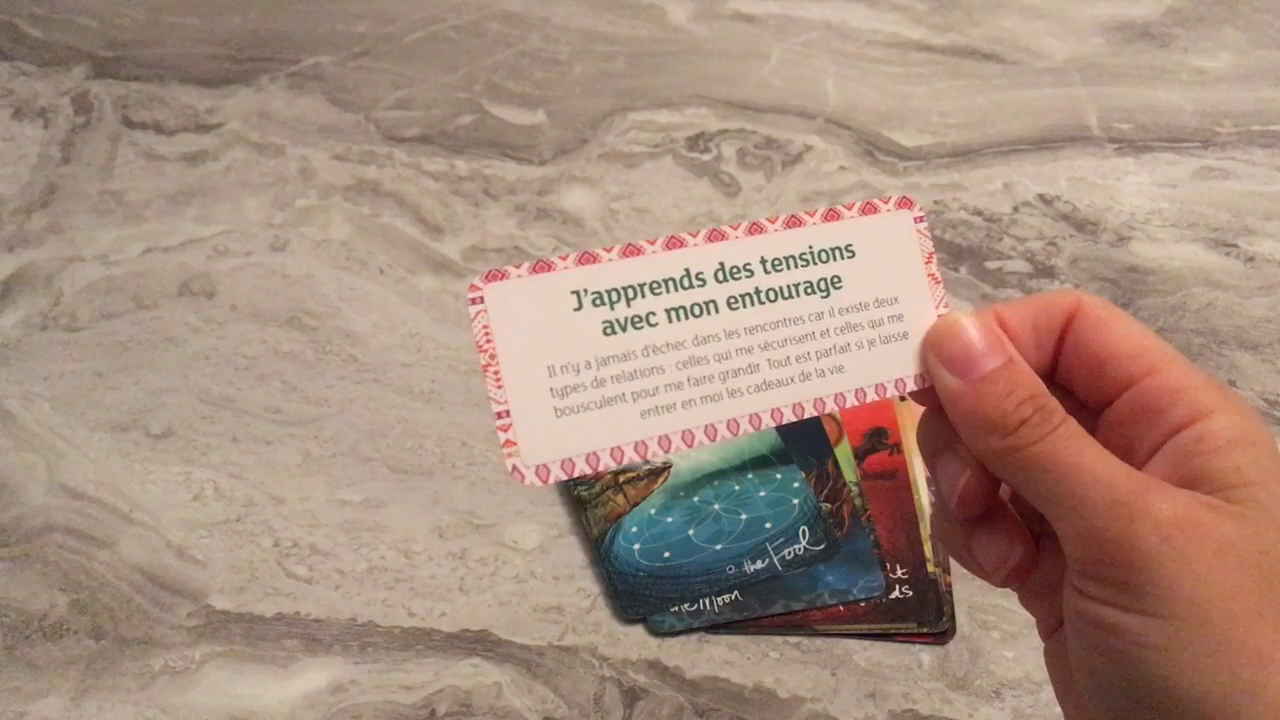 J'apprends des tensions
avec mon entourage
Il n'y a jamais d'échec dans les rencontres car il existe deux
types de relations : celles qui me sécurisent et celles qui me
bousculent pour me faire grandir. Tout est parfait si je laisse
entrer en moi les cadeaux de la vie.
0. the Fool
Moon